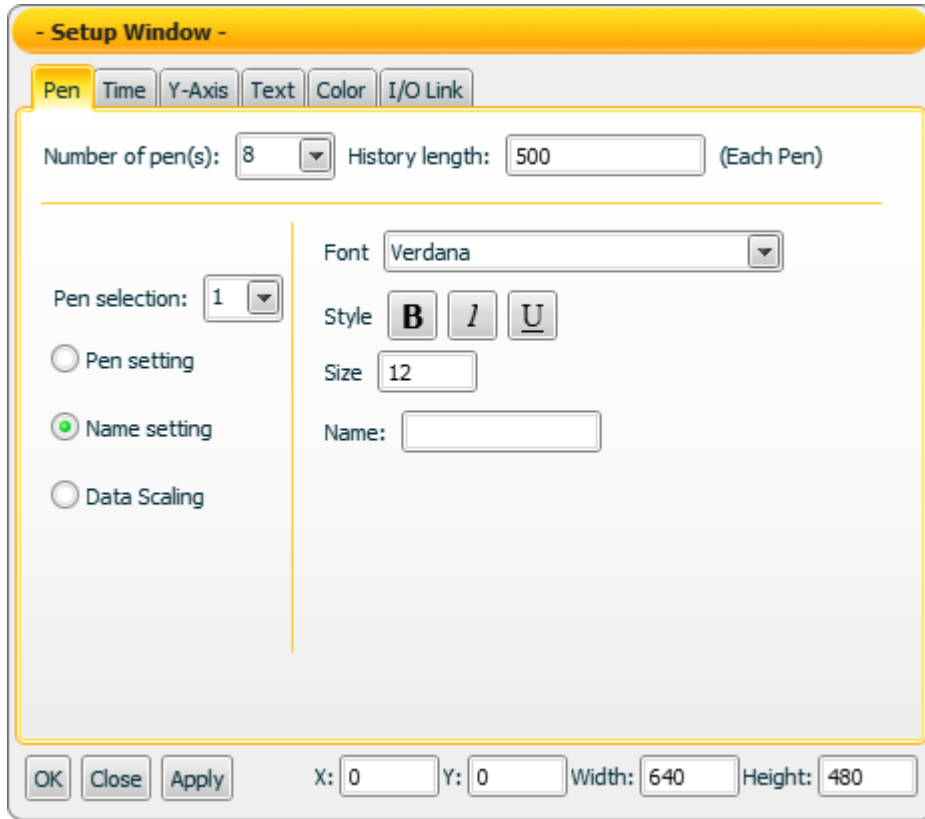 - Setup Window -
Pen Time Y-Axis Text Color I/O Link
Number of pen(s): 8 History length: 500 (Each Pen)
Font Verdana
Pen selection: 1
Style B I U
Size 12
Pen setting
Name setting
Name:
Data Scaling
OK Close Apply X: 0 Y: 0 Width: 640 Height: 480